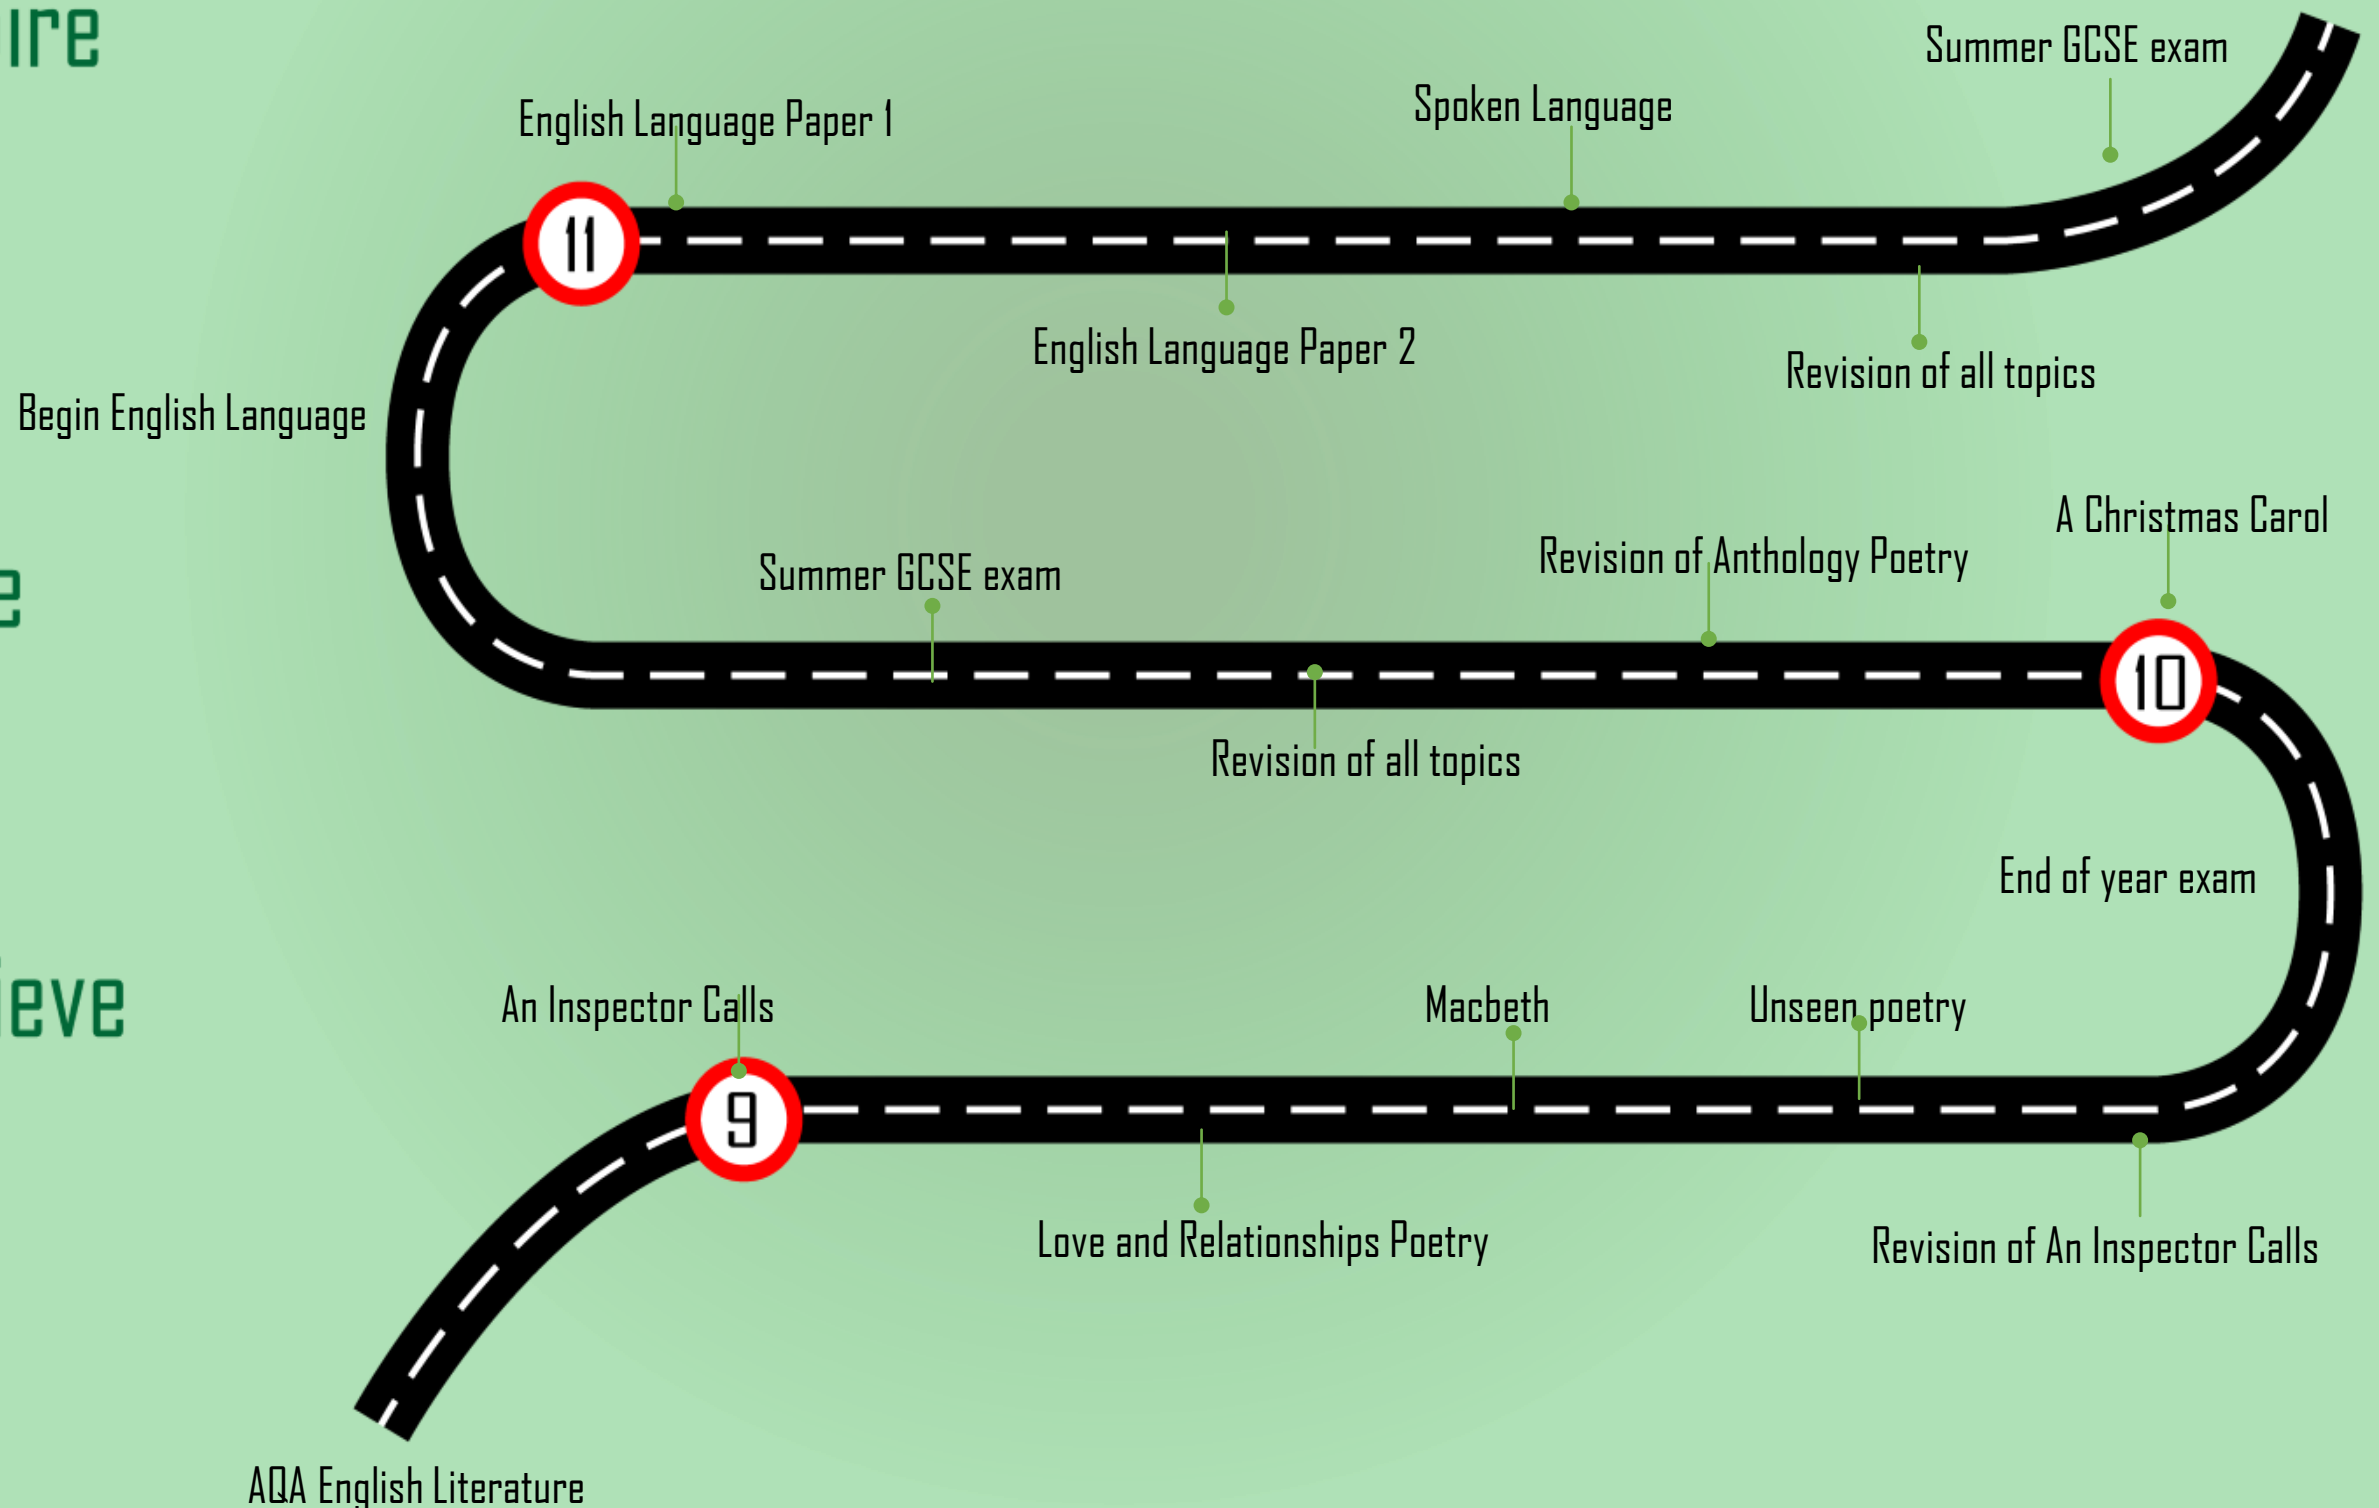 ire
Summer GCSE exam
Spoken Language
English Language Paper 1
11
English Language Paper 2
Revision of all topics
Begin English Language
A Christmas Carol
Revision of Anthology Poetry
Summer GCSE exam
e
10
Revision of all topics
End of year exam
ieve
An Inspector Calls
Macbeth
Unseen poetry
9
Love and Relationships Poetry
Revision of An Inspector Calls
AQA English Literature